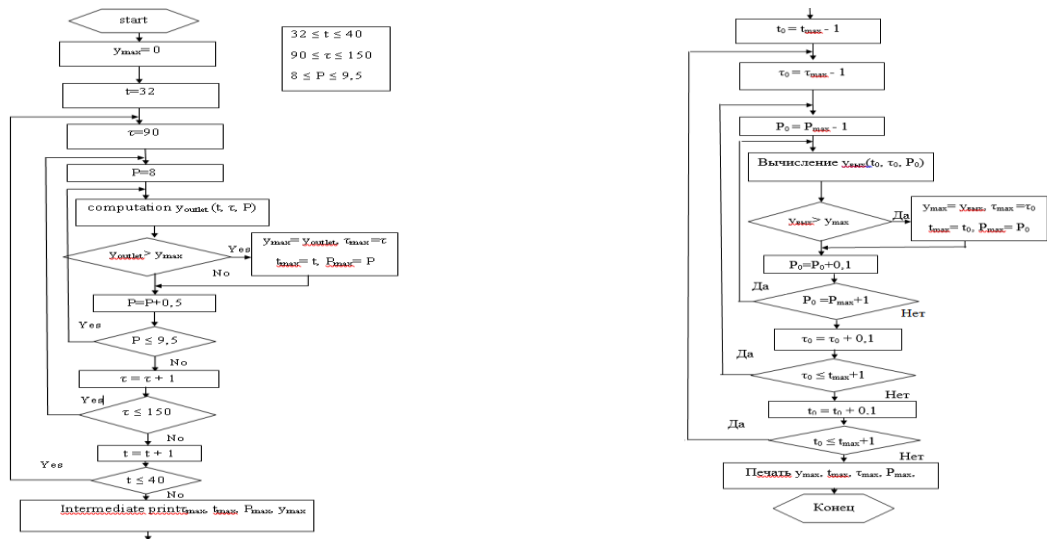 start
yₘₐₓ= 0
t=32
τ=90
P=8
computation yₒᵤₜₗₑₜ (t, τ, P)
yₒᵤₜₗₑₜ> yₘₐₓ
Yes
yₘₐₓ= yₒᵤₜₗₑₜ, τₘₐₓ=τ
tₘₐₓ= t, Pₘₐₓ= P
No
P=P+0,5
Yes
P ≤ 9,5
No
τ = τ + 1
Yes
τ ≤ 150
No
t = t + 1
Yes
t ≤ 40
No
Intermediate printτₘₐₓ, tₘₐₓ, Pₘₐₓ, yₘₐₓ
32 ≤ t ≤ 40
90 ≤ τ ≤ 150
8 ≤ P ≤ 9,5
t₀ = tₘₐₓ - 1
τ₀ = τₘₐₓ - 1
P₀ = Pₘₐₓ - 1
Вычисление yвых(t₀, τ₀, P₀)
yвых> yₘₐₓ
Да
yₘₐₓ= yвых, τₘₐₓ =τ₀
tₘₐₓ= t₀, Pₘₐₓ= P₀
P₀=P₀+0,1
Да
P₀ =Pₘₐₓ+1
Нет
τ₀ = τ₀ + 0,1
Да
τ₀ ≤ tₘₐₓ+1
Нет
t₀ = t₀ + 0,1
Да
t₀ ≤ tₘₐₓ+1
Нет
Печать yₘₐₓ, tₘₐₓ, τₘₐₓ, Pₘₐₓ,
Конец